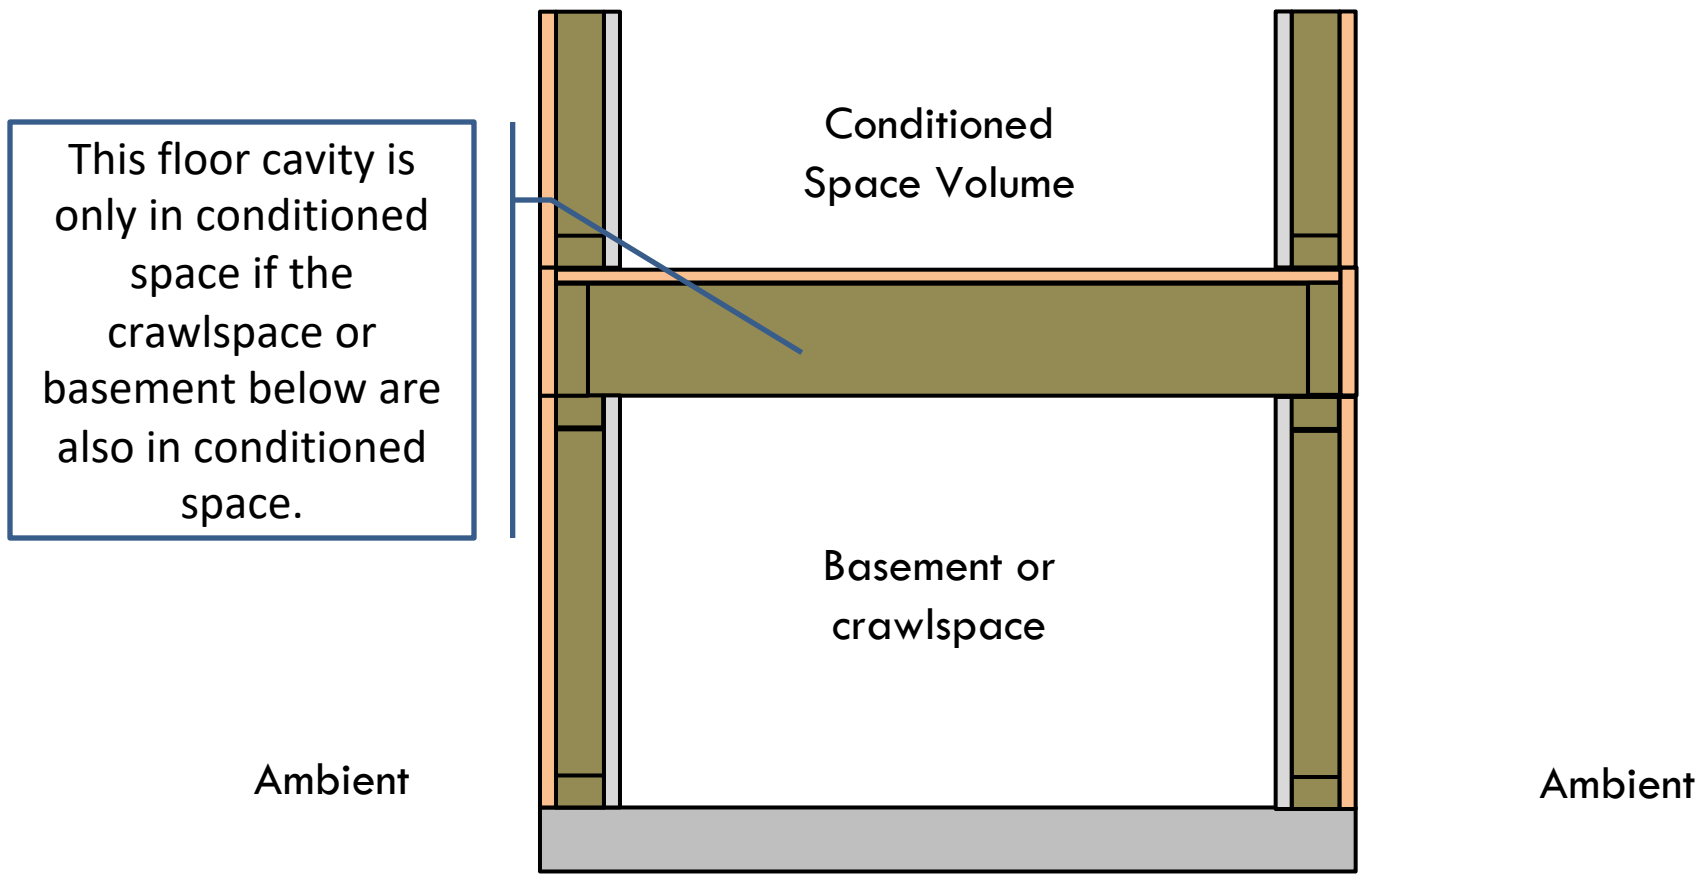 This floor cavity is
only in conditioned
space if the
crawlspace or
basement below are
also in conditioned
space.
Conditioned
Space Volume
Basement or
crawlspace
Ambient
Ambient